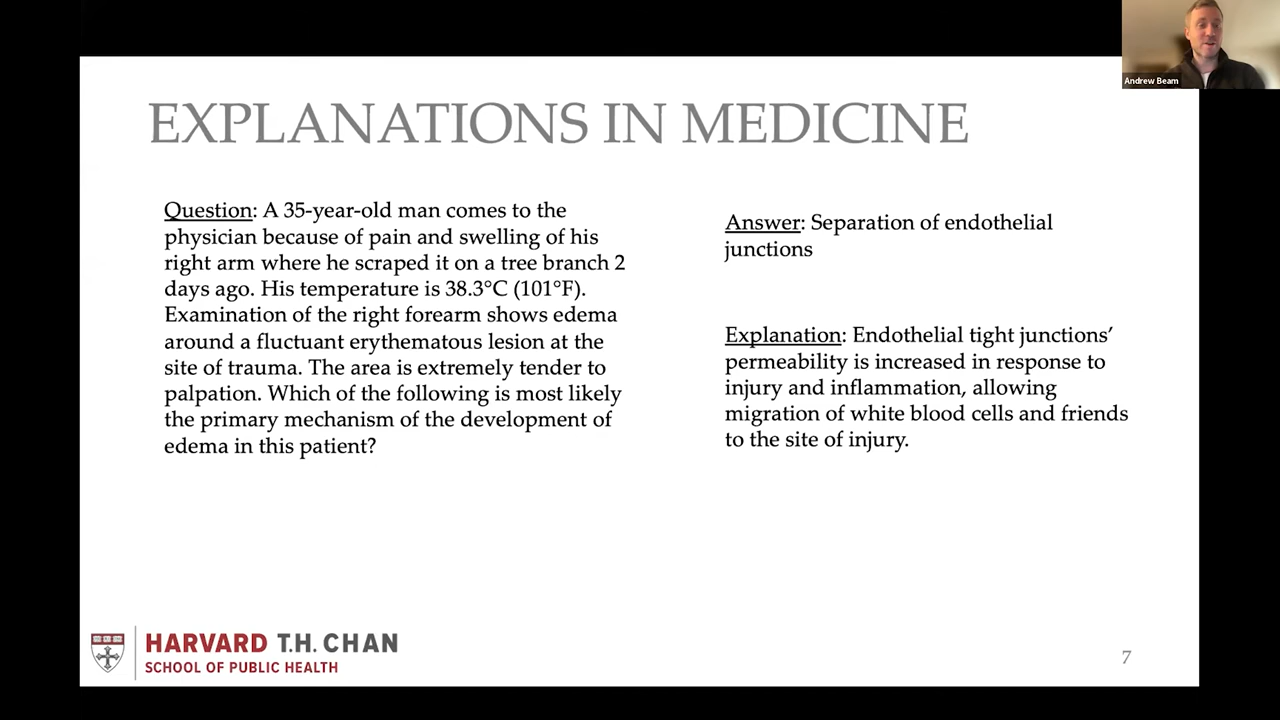 Andrew Beam
EXPLANATIONS IN MEDICINE
Question: A 35-year-old man comes to the
physician because of pain and swelling of his
right arm where he scraped it on a tree branch 2
days ago. His temperature is 38.3°C (101°F).
Examination of the right forearm shows edema
around a fluctuant erythematous lesion at the
site of trauma. The area is extremely tender to
palpation. Which of the following is most likely
the primary mechanism of the development of
edema in this patient?
Answer: Separation of endothelial
junctions
Explanation: Endothelial tight junctions’
permeability is increased in response to
injury and inflammation, allowing
migration of white blood cells and friends
to the site of injury.
HARVARD T.H. CHAN
SCHOOL OF PUBLIC HEALTH
7